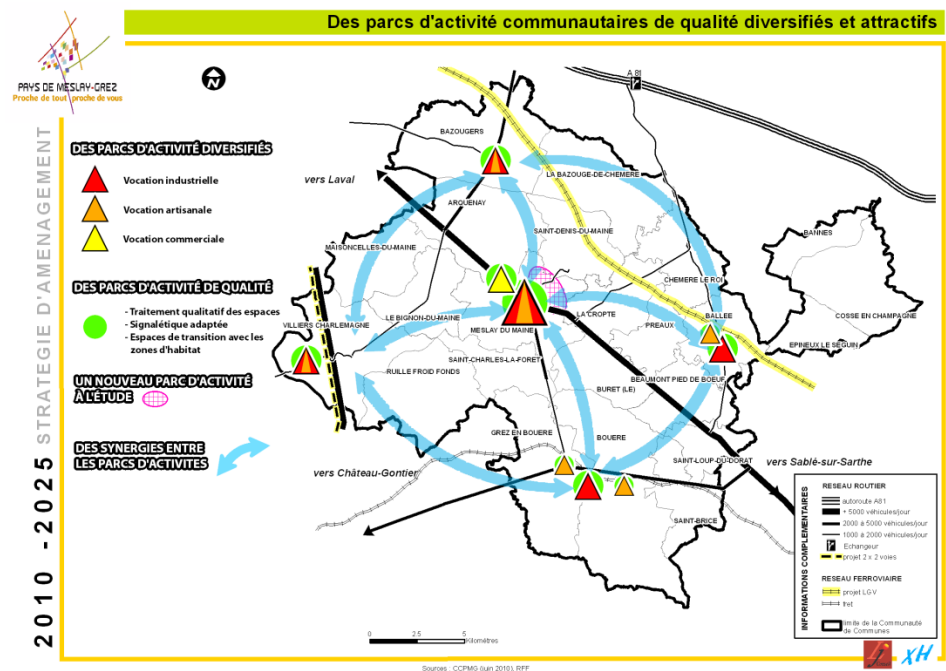 Des parcs d'activité communautaires de qualité diversifiés et attractifs
PAYS DE MESLAY-GREZ
Proche de tout proche de vous
2010 - 2025 STRATEGIE D'AMENAGEMENT
DES PARCS D'ACTIVITÉ DIVERSIFIÉS
Vocation industrielle
Vocation artisanale
Vocation commerciale
DES PARCS D'ACTIVITÉ DE QUALITÉ
- Traitement qualitatif des espaces
- Signalétique adaptée
- Espaces de transition avec les
zones d'habitat
UN NOUVEAU PARC D'ACTIVITÉ
À L'ÉTUDE
DES SYNERGIES ENTRE
LES PARCS D'ACTIVITES
N
A 81
BAZOUGERS
vers Laval
LA BAZOUGE-DE-CHEMERE
ARQUENAY
SAINT-DENIS-DU-MAINE
BANNES
MAISONCELLES-DU-MAINE
CHEMERE LE ROI
COSSE EN CHAMPAGNE
LE BIGNON-DU-MAINE
LA CROPTE
BALLEE
VILLIERS CHARLEMAGNE
MESLAY DU MAINE
PREAUX
EPINEUX LE SEGUIN
SAINT-CHARLES-LA-FORET
RUILLE FROID FONDS
BEAUMONT PIED DE BOEUF
BURET (LE)
GREZ EN BOUERE
BOUERE
SAINT-LOUP-DU-DORAT
vers Sablé-sur-Sarthe
vers Château-Gontier
SAINT-BRICE
INFORMATIONS COMPLEMENTAIRES
RESEAU ROUTIER
autoroute A81
+ 5000 véhicules/jour
2000 à 5000 véhicules/jour
1000 à 2000 véhicules/jour
Echangeur
projet 2 x 2 voies
RESEAU FERROVIAIRE
projet LGV
fret
limite de la Communauté
de Communes
0 2.5 5
Kilomètres
Sources : CCPMG (juin 2010), RFF
XH